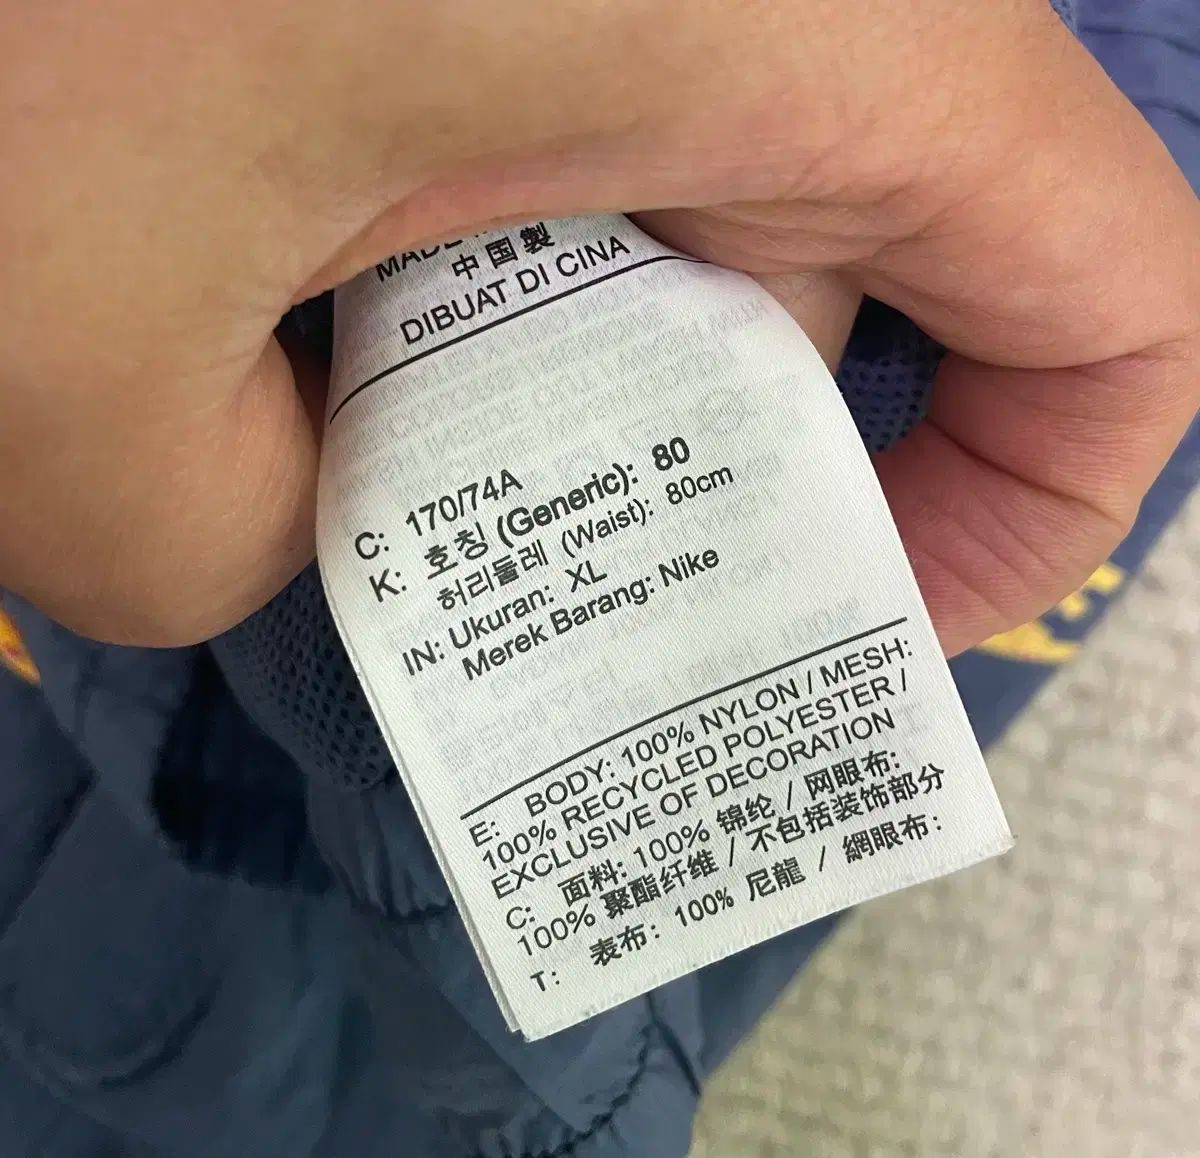 MADE
中国製
DIBUAT DI CINA
C: 170/74A
K: 호칭 (Generic): 80
허리둘레 (Waist): 80cm
IN: Ukuran: XL
Merek Barang: Nike
E: BODY: 100% NYLON / MESH:
100% RECYCLED POLYESTER /
EXCLUSIVE OF DECORATION
C: 面料: 100% 锦纶 / 网眼布:
100% 聚酯纤维 / 不包括装饰部分
T: 表布: 100% 尼龍 / 網眼布: